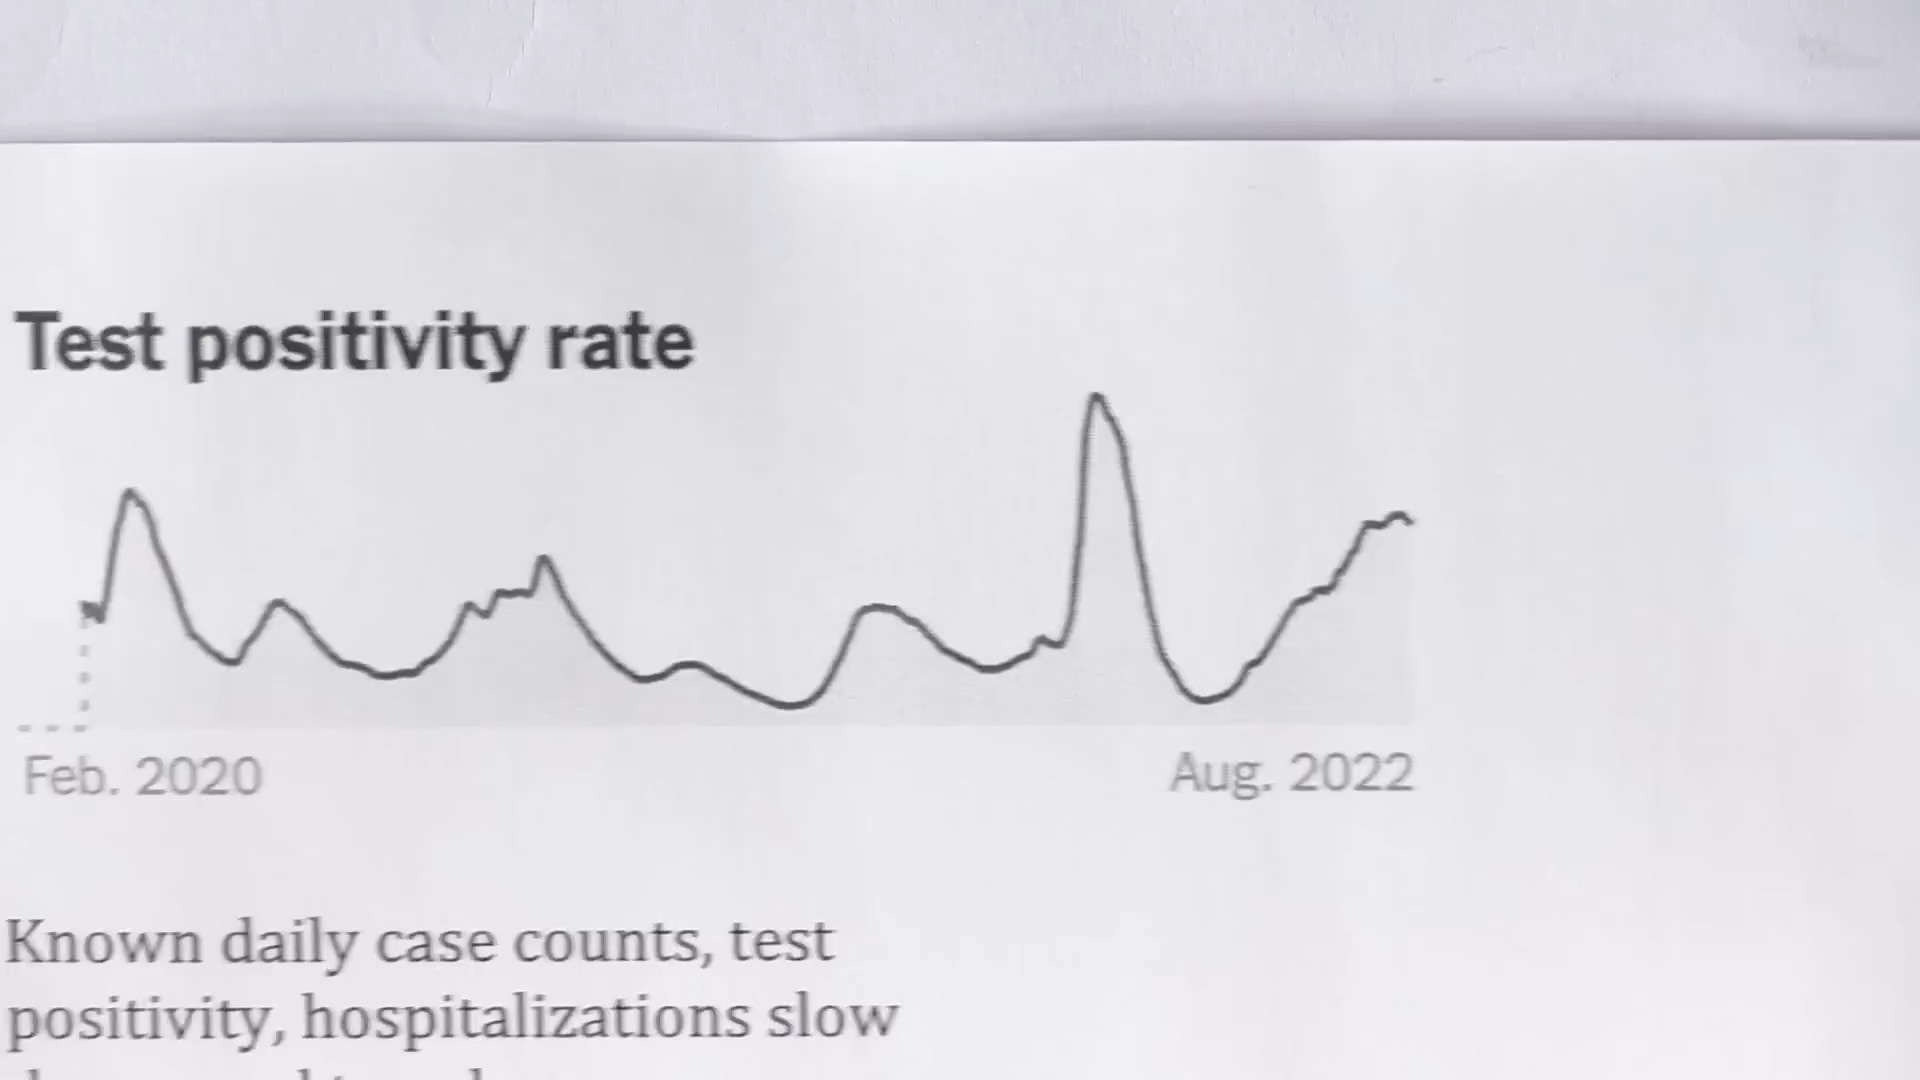 Test positivity rate
Feb. 2020
Aug. 2022
Known daily case counts, test
positivity, hospitalizations slow